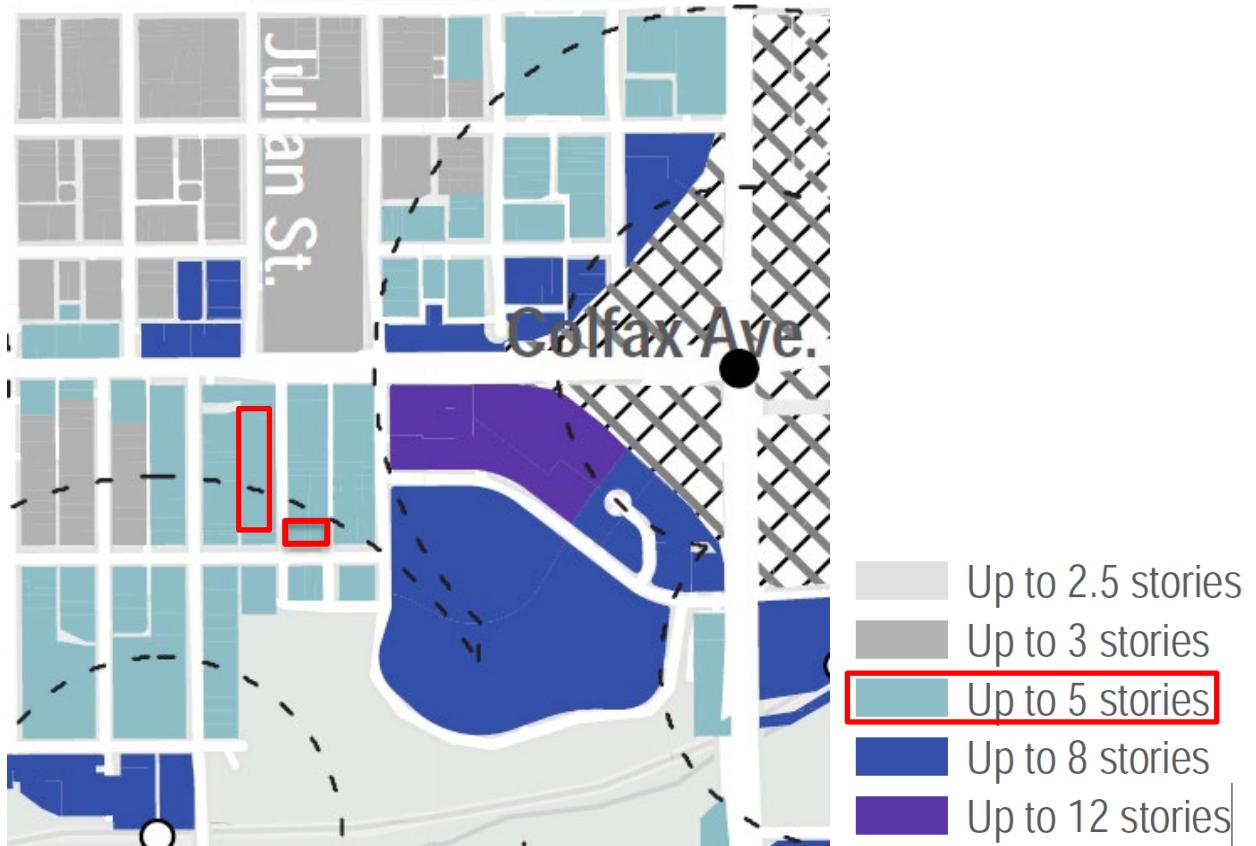 Julian St.
Colfax Ave.
Up to 2.5 stories
Up to 3 stories
Up to 5 stories
Up to 8 stories
Up to 12 stories